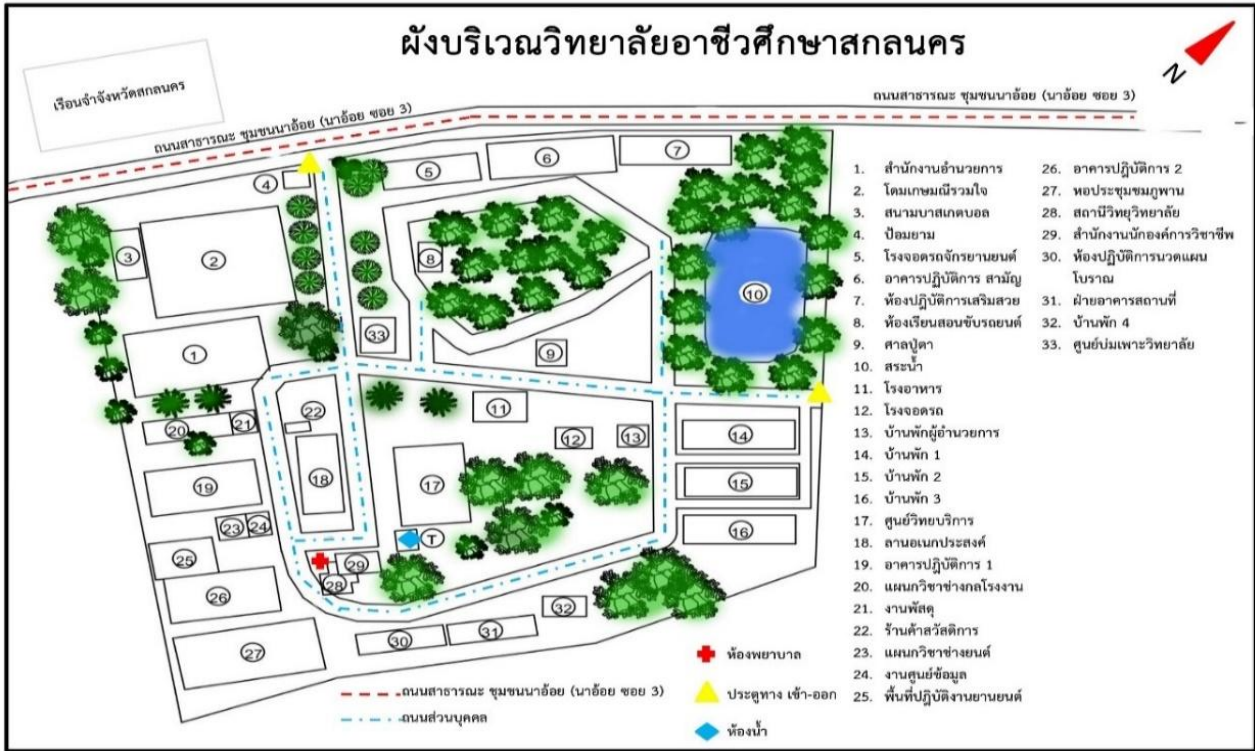 ผังบริเวณวิทยาลัยอาชีวศึกษาสกลนคร
N
เรือนจำจังหวัดสกลนคร
ถนนสาธารณะ ชุมชนนาอ้อย (นาอ้อย ซอย 3)
ถนนสาธารณะ ชุมชนนาอ้อย (นาอ้อย ซอย 3)
4
5
6
7
3
2
8
10
1
33
9
22
11
20
21
12
13
14
18
17
19
15
23
24
T
16
25
29
28
26
32
30
31
27
1. สำนักงานอำนวยการ
2. โดมเกษมณีรวมใจ
3. สนามบาสเกตบอล
4. ป้อมยาม
5. โรงจอดรถจักรยานยนต์
6. อาคารปฏิบัติการ สามัญ
7. ห้องปฏิบัติการเสริมสวย
8. ห้องเรียนสอนขับรถยนต์
9. ศาลปู่ตา
10. สระน้ำ
11. โรงอาหาร
12. โรงจอดรถ
13. บ้านพักผู้อำนวยการ
14. บ้านพัก 1
15. บ้านพัก 2
16. บ้านพัก 3
17. ศูนย์วิทยบริการ
18. ลานอเนกประสงค์
19. อาคารปฏิบัติการ 1
20. แผนกวิชาช่างกลโรงงาน
21. งานพัสดุ
22. ร้านค้าสวัสดิการ
23. แผนกวิชาช่างยนต์
24. งานศูนย์ข้อมูล
25. พื้นที่ปฏิบัติงานยานยนต์
26. อาคารปฏิบัติการ 2
27. หอประชุมชมภูพาน
28. สถานีวิทยุวิทยาลัย
29. สำนักงานนักองค์การวิชาชีพ
30. ห้องปฏิบัติการนวดแผน
โบราณ
31. ฝ่ายอาคารสถานที่
32. บ้านพัก 4
33. ศูนย์บ่มเพาะวิทยาลัย
ห้องพยาบาล
ประตูทาง เข้า-ออก
ห้องน้ำ
ถนนสาธารณะ ชุมชนนาอ้อย (นาอ้อย ซอย 3)
ถนนส่วนบุคคล